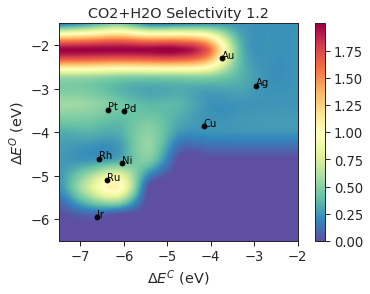 CO2+H2O Selectivity 1.2
ΔE^O (eV)
−2
−3
−4
−5
−6
Au
Ag
Pt
Pd
Cu
Rh
Ni
Ru
Ir
−7 −6 −5 −4 −3 −2
ΔE^C (eV)
1.75
1.50
1.25
1.00
0.75
0.50
0.25
0.00